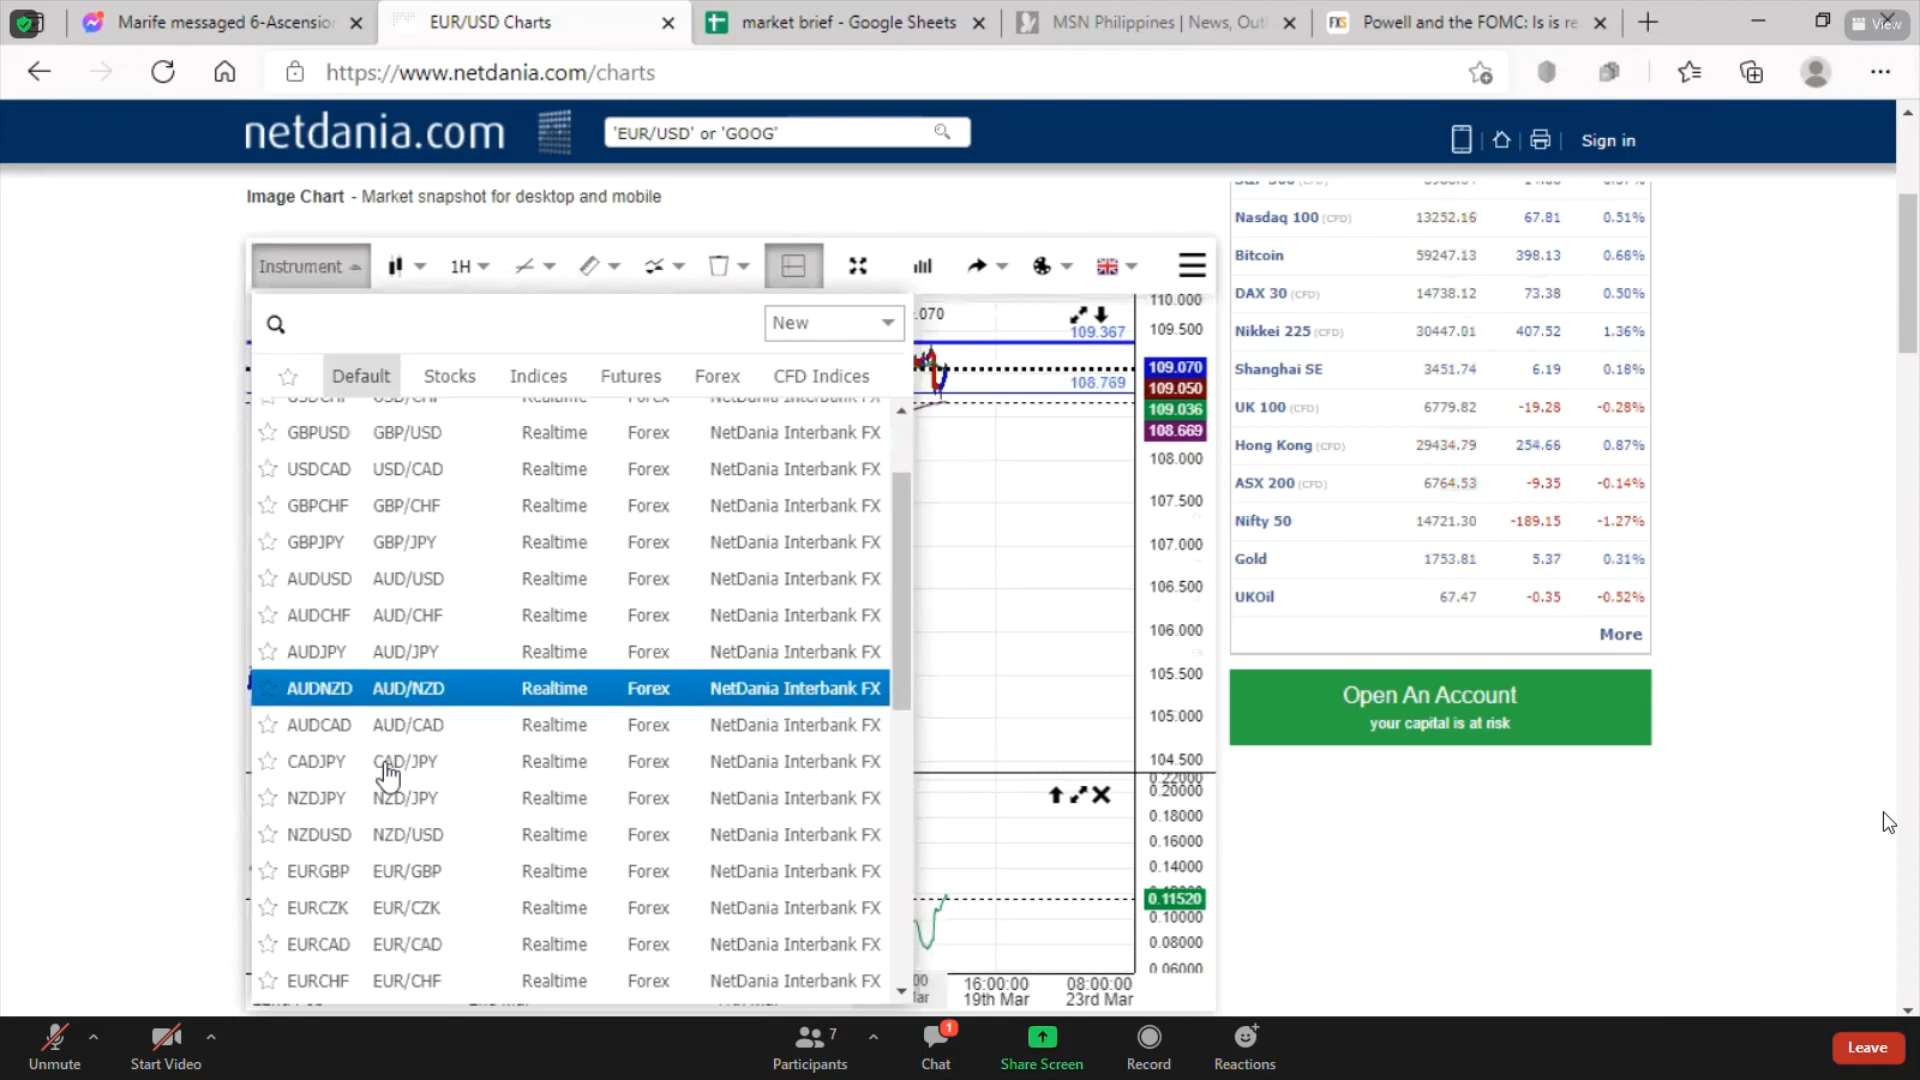 Marife messaged 6-Ascension
EUR/USD Charts
market brief - Google Sheets
MSN Philippines | News, Outl
Powell and the FOMC: Is is re
View
https://www.netdania.com/charts
netdania.com
'EUR/USD' or 'GOOG'
Sign in
Image Chart - Market snapshot for desktop and mobile
Instrument
1H
New
Default Stocks Indices Futures Forex CFD Indices
USDCHF USD/CHF Realtime Forex NetDania Interbank FX
GBPUSD GBP/USD Realtime Forex NetDania Interbank FX
USDCAD USD/CAD Realtime Forex NetDania Interbank FX
GBPCHF GBP/CHF Realtime Forex NetDania Interbank FX
GBPJPY GBP/JPY Realtime Forex NetDania Interbank FX
AUDUSD AUD/USD Realtime Forex NetDania Interbank FX
AUDCHF AUD/CHF Realtime Forex NetDania Interbank FX
AUDJPY AUD/JPY Realtime Forex NetDania Interbank FX
AUDNZD AUD/NZD Realtime Forex NetDania Interbank FX
AUDCAD AUD/CAD Realtime Forex NetDania Interbank FX
CADJPY CAD/JPY Realtime Forex NetDania Interbank FX
NZDJPY NZD/JPY Realtime Forex NetDania Interbank FX
NZDUSD NZD/USD Realtime Forex NetDania Interbank FX
EURGBP EUR/GBP Realtime Forex NetDania Interbank FX
EURCZK EUR/CZK Realtime Forex NetDania Interbank FX
EURCAD EUR/CAD Realtime Forex NetDania Interbank FX
EURCHF EUR/CHF Realtime Forex NetDania Interbank FX
.070
109.367
108.769
110.000
109.500
109.070
109.050
109.036
108.669
108.000
107.500
107.000
106.500
106.000
105.500
105.000
104.500
0.22000
0.20000
0.18000
0.16000
0.14000
0.11520
0.10000
0.08000
0.06000
16:00:00
19th Mar
08:00:00
23rd Mar
Nasdaq 100 (CFD) 13252.16 67.81 0.51%
Bitcoin 59247.13 398.13 0.68%
DAX 30 (CFD) 14738.12 73.38 0.50%
Nikkei 225 (CFD) 30447.01 407.52 1.36%
Shanghai SE 3451.74 6.19 0.18%
UK 100 (CFD) 6779.82 -19.28 -0.28%
Hong Kong (CFD) 29434.79 254.66 0.87%
ASX 200 (CFD) 6764.53 -9.35 -0.14%
Nifty 50 14721.30 -189.15 -1.27%
Gold 1753.81 5.37 0.31%
UKOil 67.47 -0.35 -0.52%
More
Open An Account
your capital is at risk
Unmute
Start Video
7
Participants
1
Chat
Share Screen
Record
Reactions
Leave